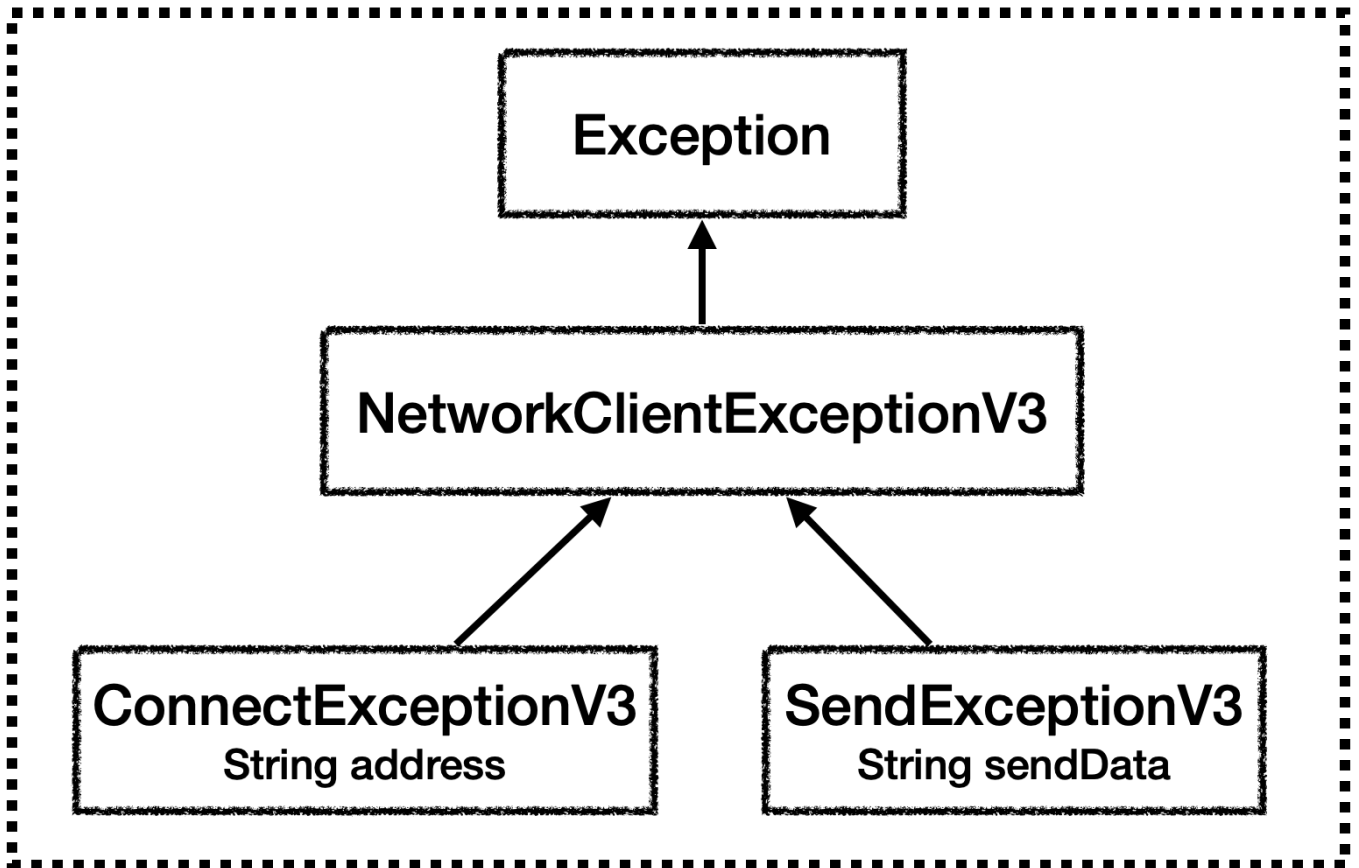 Exception
NetworkClientExceptionV3
ConnectExceptionV3
String address
SendExceptionV3
String sendData